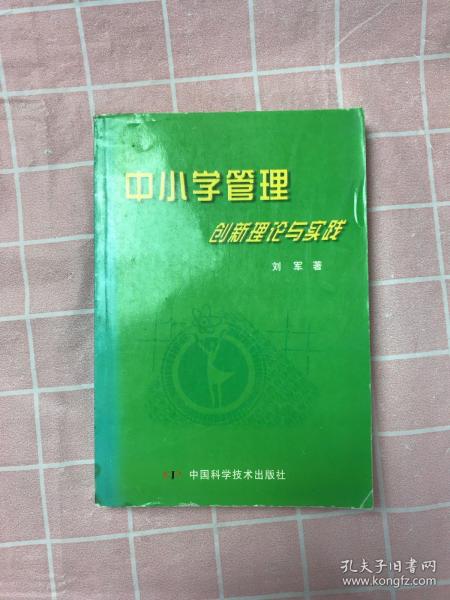 中小学管理
创新理论与实践
刘 军 著
中国科学技术出版社
孔夫子旧书网
www.kongfz.com